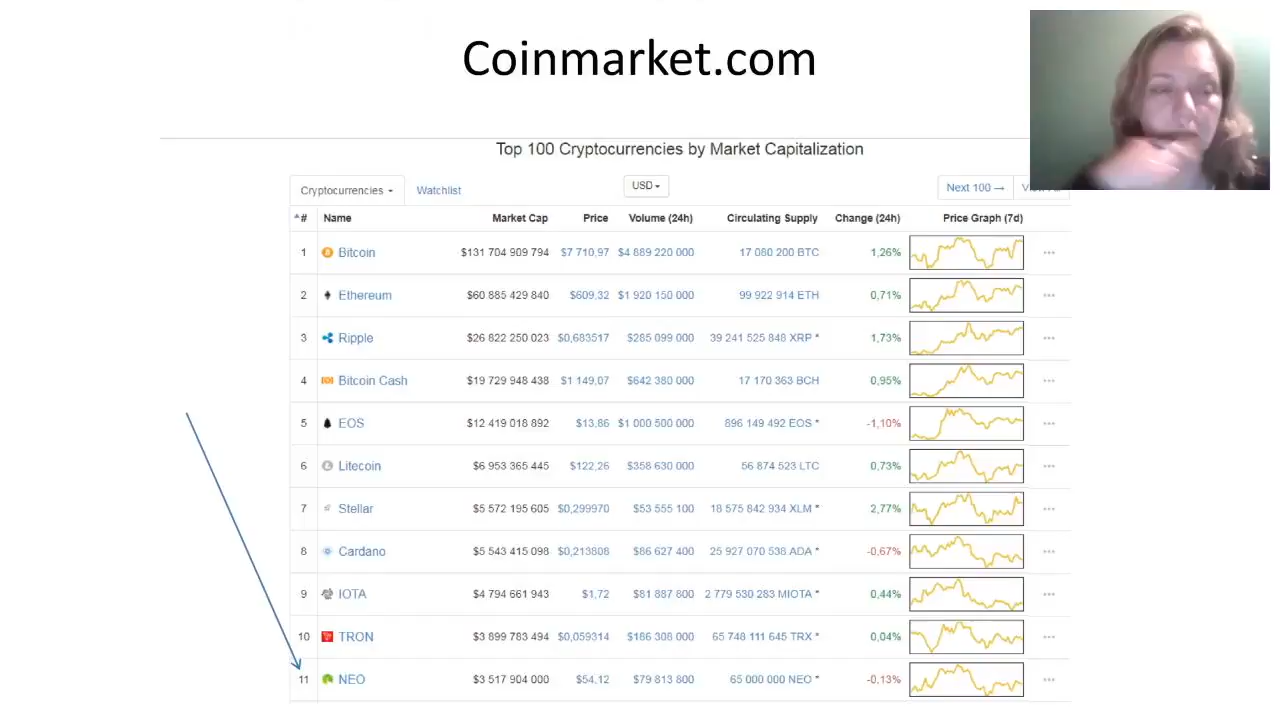 Coinmarket.com
Top 100 Cryptocurrencies by Market Capitalization
Cryptocurrencies Watchlist USD Next 100 →
# Name Market Cap Price Volume (24h) Circulating Supply Change (24h) Price Graph (7d)
1 Bitcoin $131 704 909 794 $7 710,97 $4 889 220 000 17 080 200 BTC 1,26%
2 Ethereum $60 885 429 840 $609,32 $1 920 150 000 99 922 914 ETH 0,71%
3 Ripple $26 822 250 023 $0,683517 $285 099 000 39 241 525 848 XRP * 1,73%
4 Bitcoin Cash $19 729 948 438 $1 149,07 $642 380 000 17 170 363 BCH 0,95%
5 EOS $12 419 018 892 $13,86 $1 000 500 000 896 149 492 EOS * -1,10%
6 Litecoin $6 953 365 445 $122,26 $358 630 000 56 874 523 LTC 0,73%
7 Stellar $5 572 195 605 $0,299970 $53 555 100 18 575 842 934 XLM * 2,77%
8 Cardano $5 543 415 098 $0,213808 $86 627 400 25 927 070 538 ADA * -0,67%
9 IOTA $4 794 661 943 $1,72 $81 887 800 2 779 530 283 MIOTA * 0,44%
10 TRON $3 899 783 494 $0,059314 $186 308 000 65 748 111 645 TRX * 0,04%
11 NEO $3 517 904 000 $54,12 $79 813 800 65 000 000 NEO * -0,13%